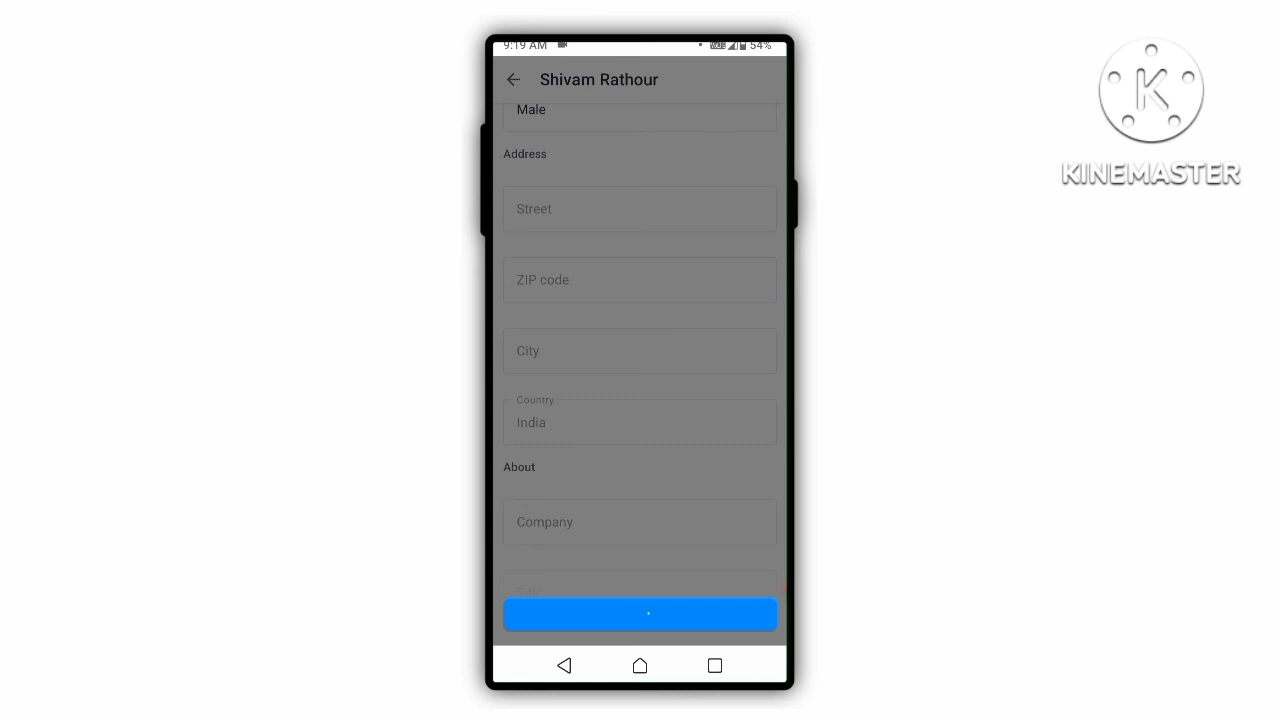 9:19 AM
54%
Shivam Rathour
Male
Address
Street
ZIP code
City
Country
India
About
Company
K
KINEMASTER